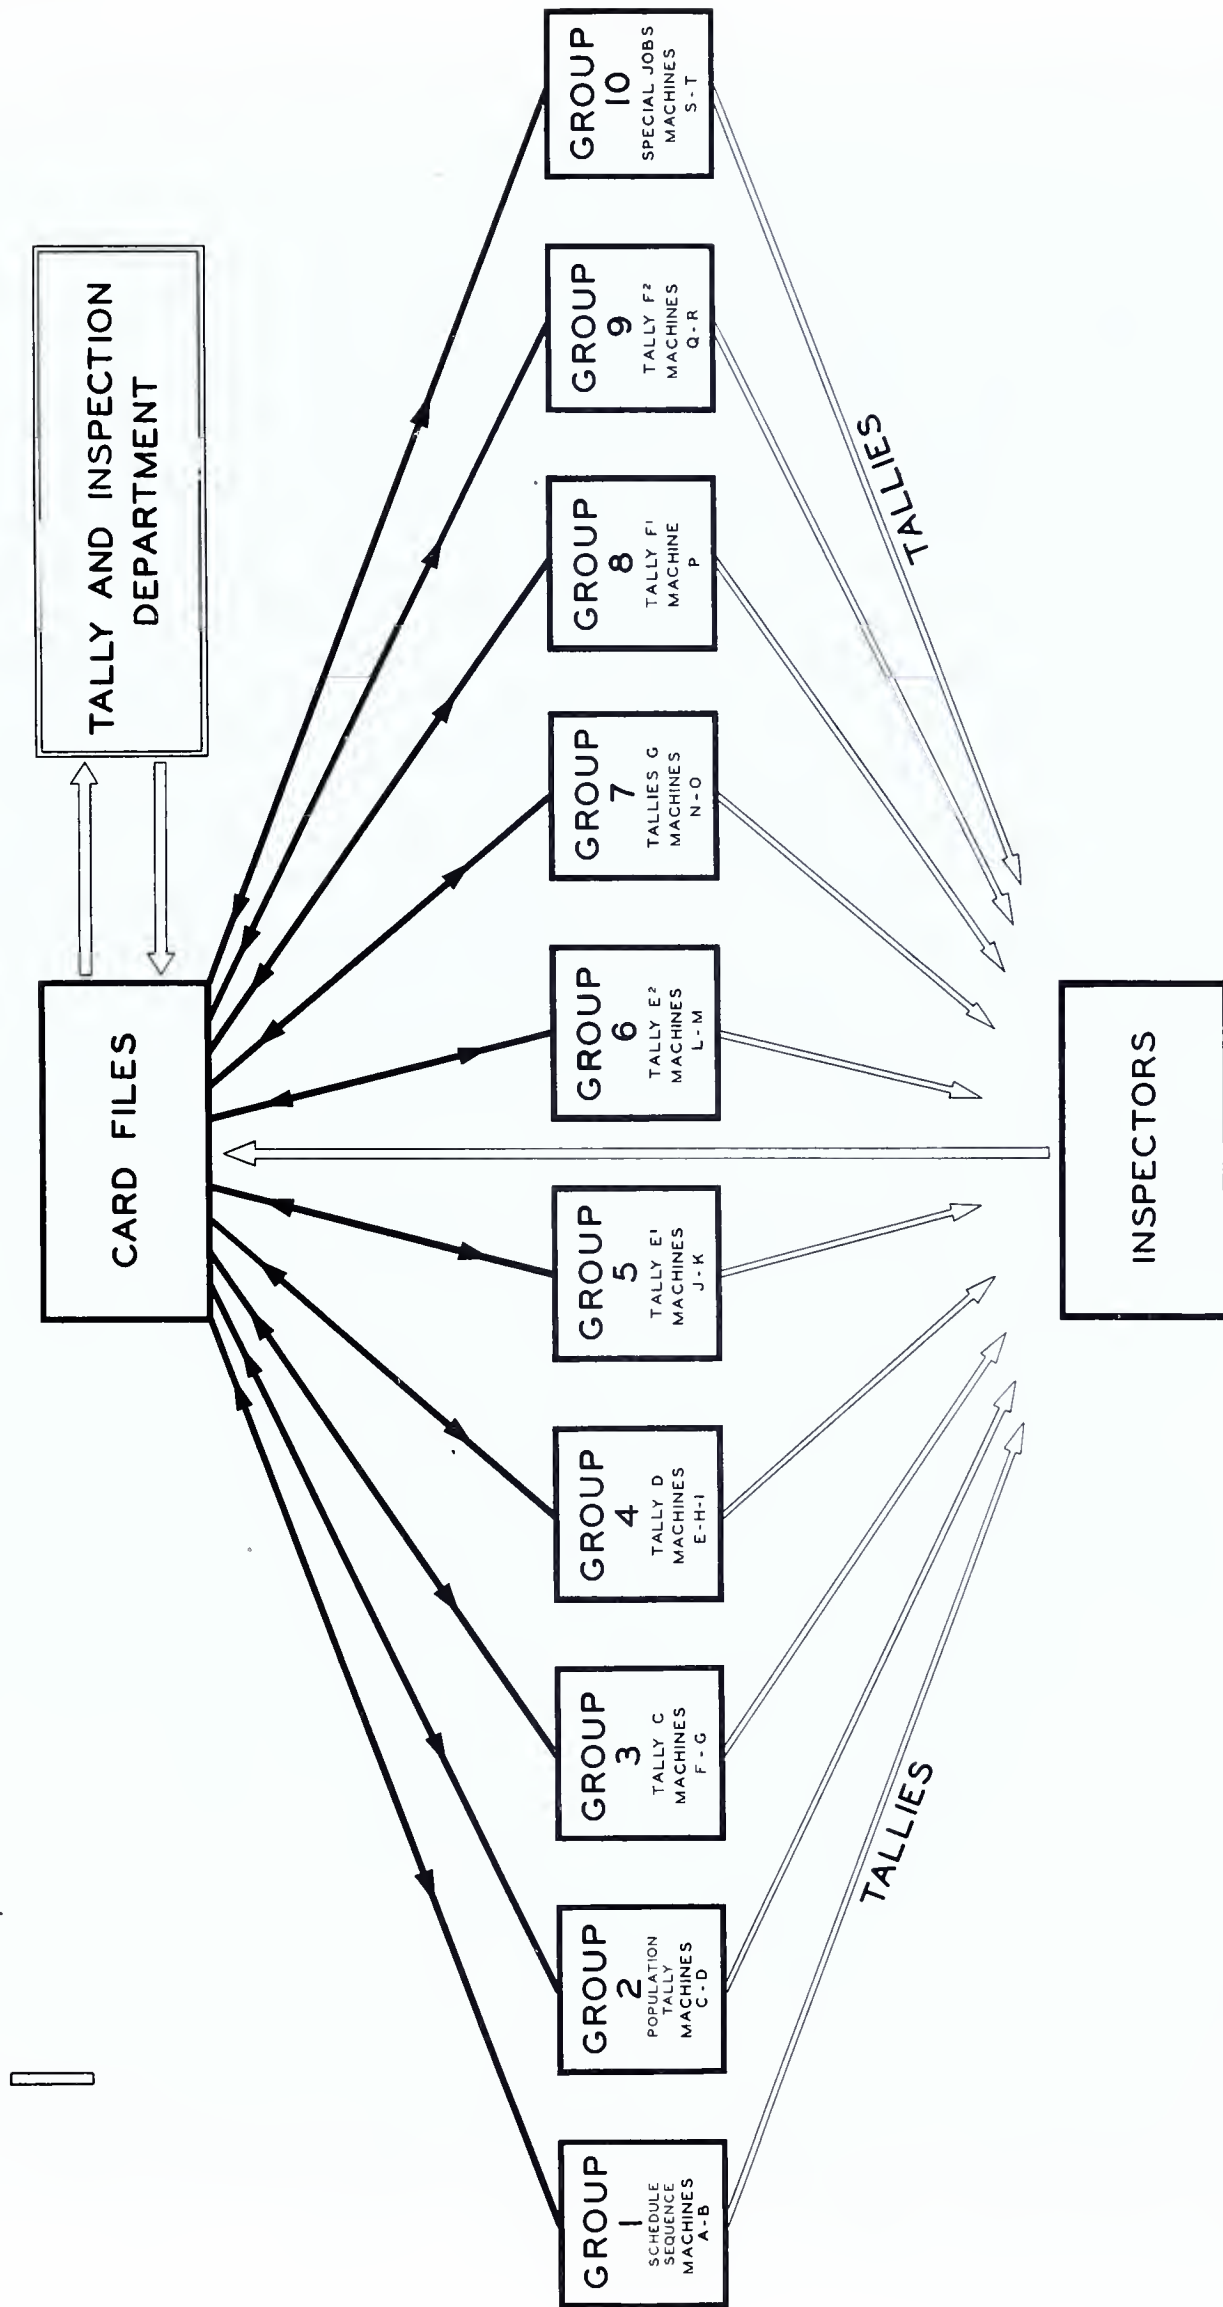 CARD FILES
TALLY AND INSPECTION
DEPARTMENT
GROUP
1
SCHEDULE
SEQUENCE
MACHINES
A-B
GROUP
2
POPULATION
TALLY
MACHINES
C-D
GROUP
3
TALLY C
MACHINES
F-G
GROUP
4
TALLY D
MACHINES
E-H-I
GROUP
5
TALLY E¹
MACHINES
J-K
GROUP
6
TALLY E²
MACHINES
L-M
GROUP
7
TALLIES G
MACHINES
N-O
GROUP
8
TALLY F¹
MACHINE
P
GROUP
9
TALLY F²
MACHINES
Q-R
GROUP
10
SPECIAL JOBS
MACHINES
S-T
TALLIES
TALLIES
INSPECTORS